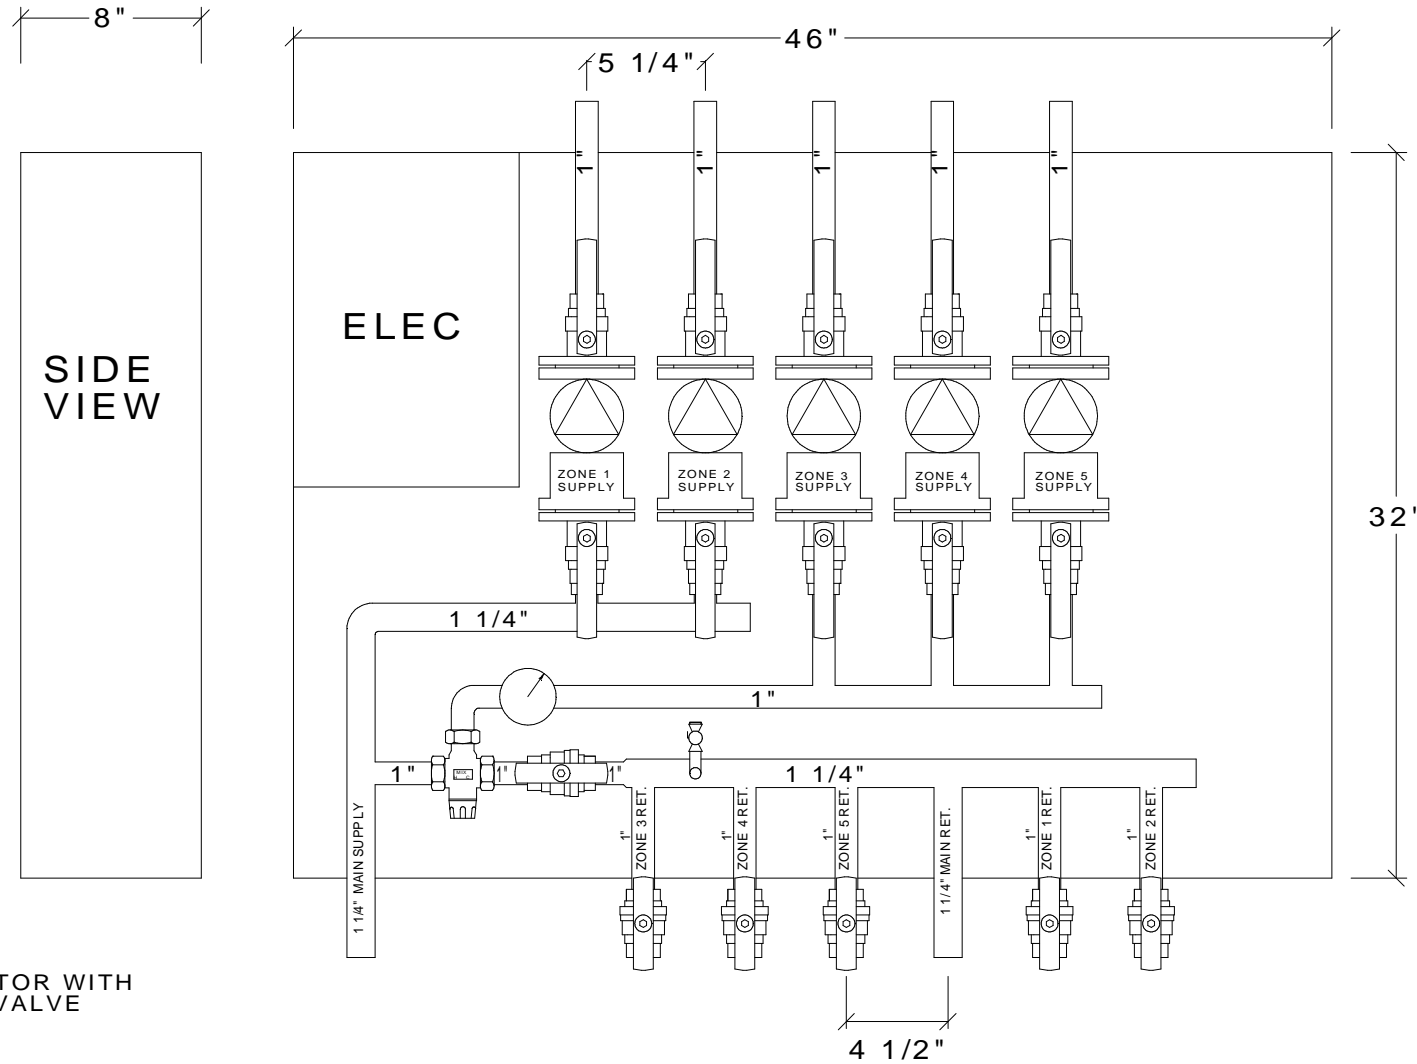 8"
46"
5 1/4"
1"
1"
1"
1"
1"
ELEC
SIDE
VIEW
ZONE 1
SUPPLY
ZONE 2
SUPPLY
ZONE 3
SUPPLY
ZONE 4
SUPPLY
ZONE 5
SUPPLY
32'
1 1/4"
1"
1"
MIX
H C
1"
1"
1 1/4"
1 1/4" MAIN SUPPLY
1"
ZONE 3 RET.
1"
ZONE 4 RET.
1"
ZONE 5 RET.
1 1/4" MAIN RET.
1"
ZONE 1 RET.
1"
ZONE 2 RET.
TOR WITH
VALVE
4 1/2"